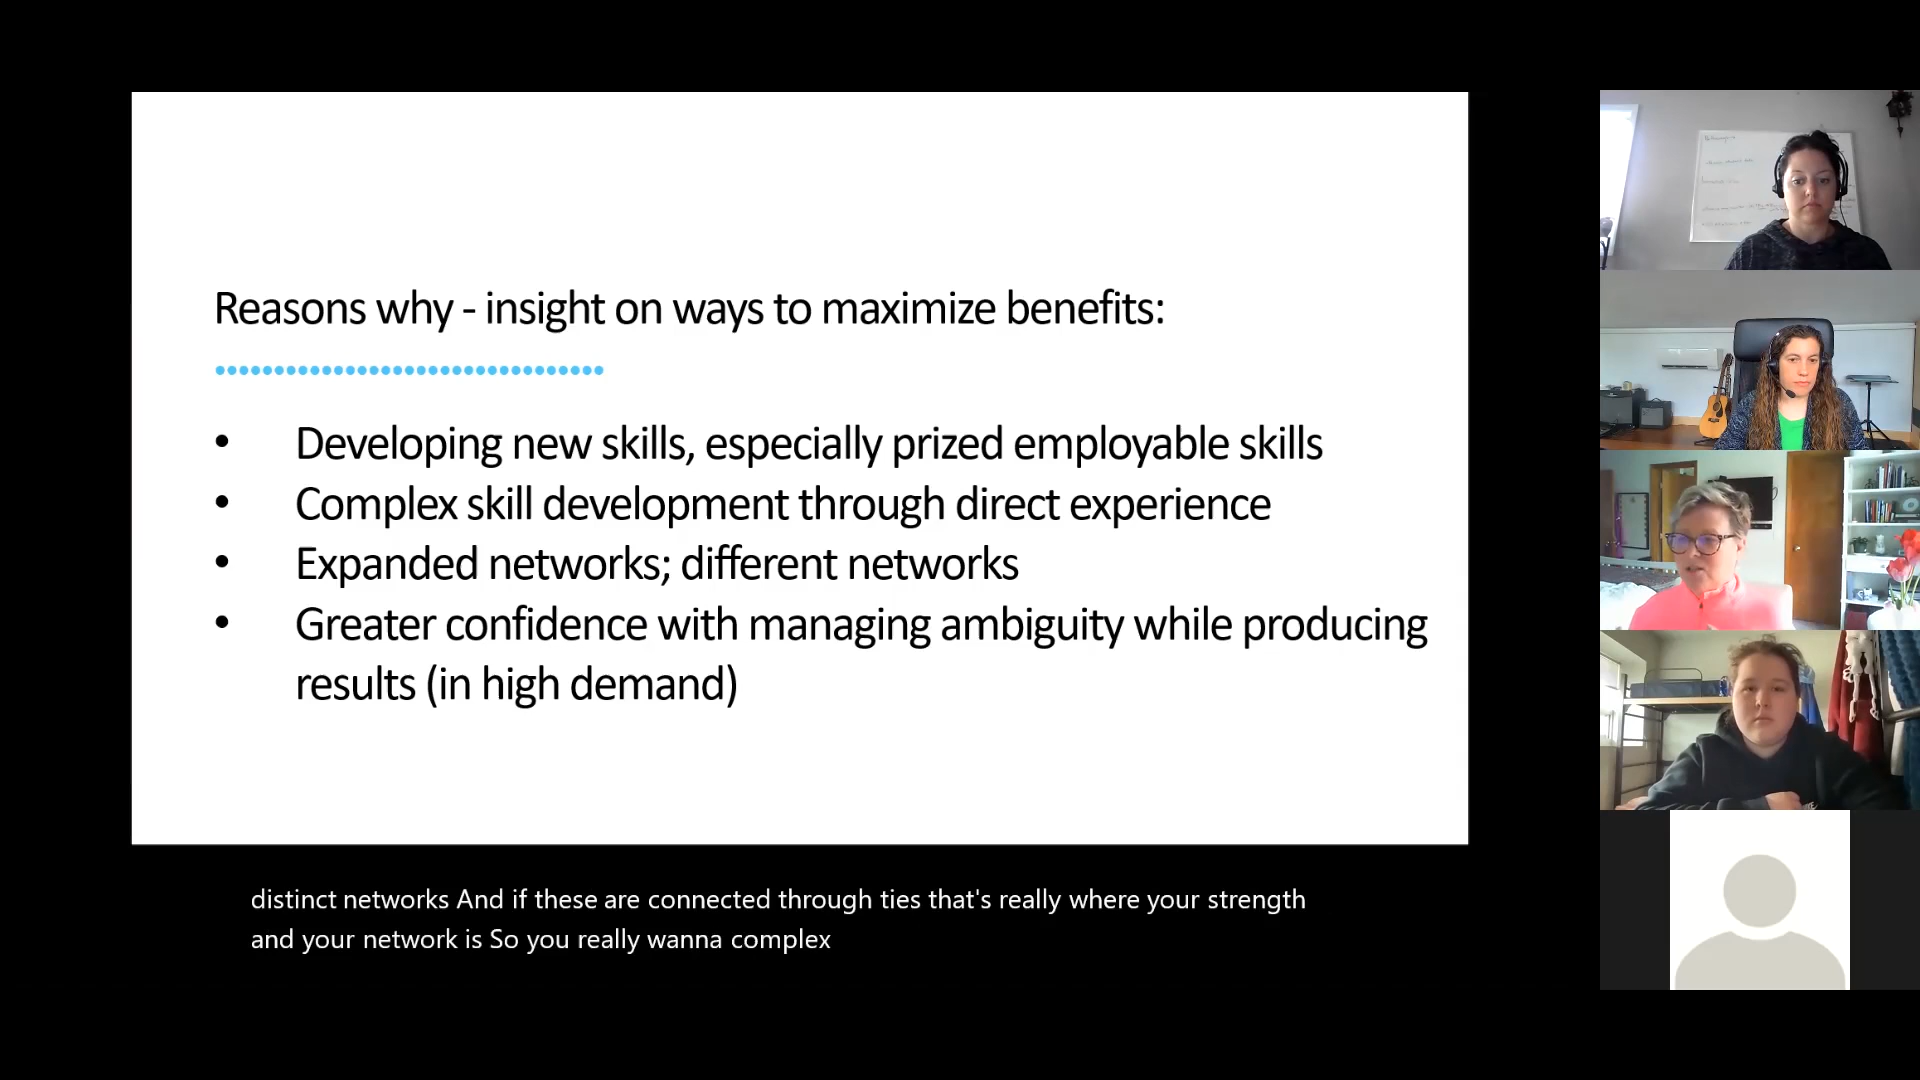 Reasons why - insight on ways to maximize benefits:
• Developing new skills, especially prized employable skills
• Complex skill development through direct experience
• Expanded networks; different networks
• Greater confidence with managing ambiguity while producing
results (in high demand)
distinct networks And if these are connected through ties that's really where your strength
and your network is So you really wanna complex